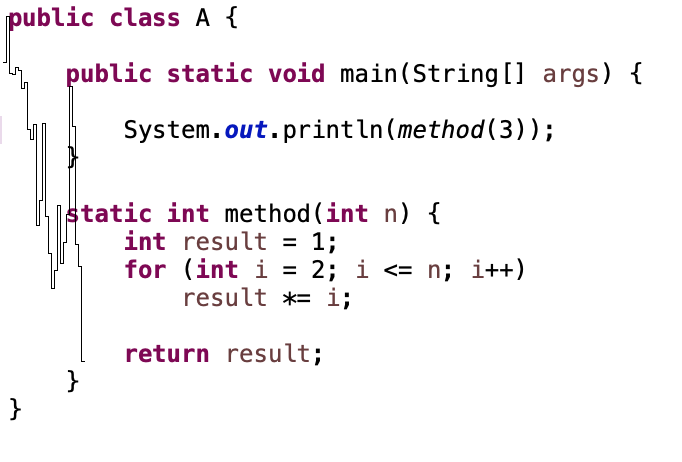 public class A {
public static void main(String[] args) {
System.out.println(method(3));
}
static int method(int n) {
int result = 1;
for (int i = 2; i <= n; i++)
result *= i;
return result;
}
}